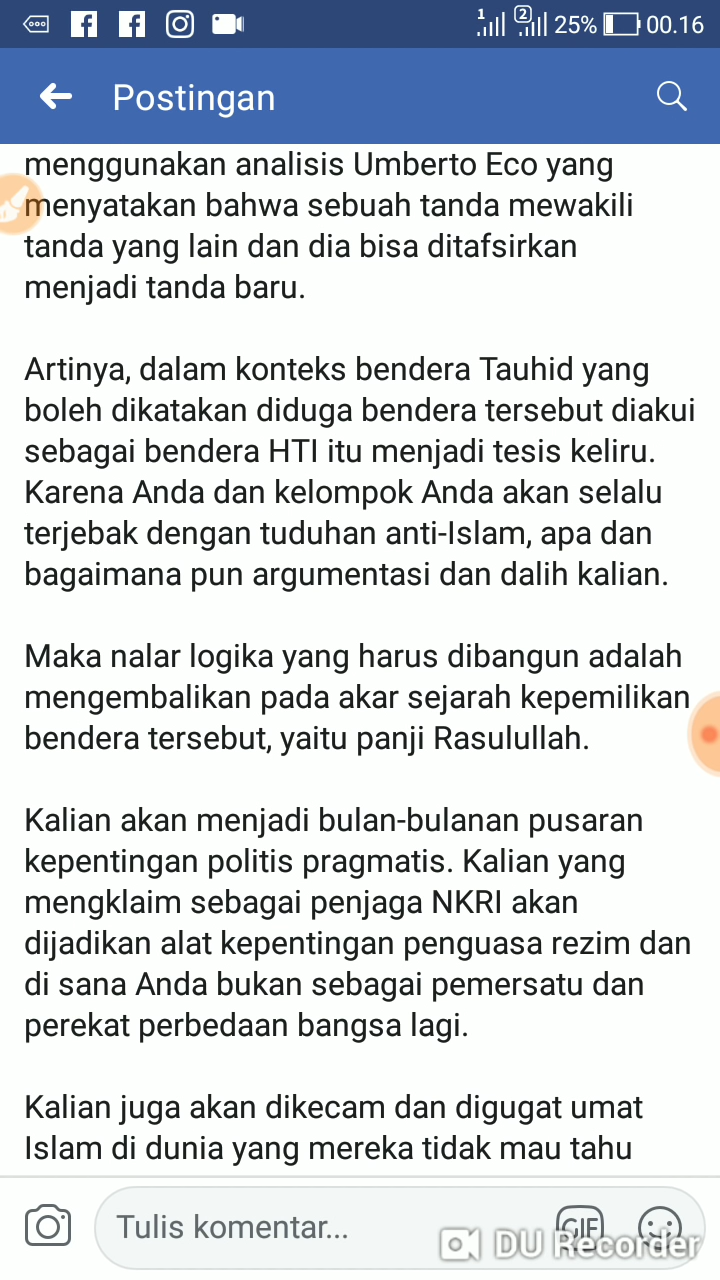 1 2 25% 00.16
Postingan
menggunakan analisis Umberto Eco yang
menyatakan bahwa sebuah tanda mewakili
tanda yang lain dan dia bisa ditafsirkan
menjadi tanda baru.
Artinya, dalam konteks bendera Tauhid yang
boleh dikatakan diduga bendera tersebut diakui
sebagai bendera HTI itu menjadi tesis keliru.
Karena Anda dan kelompok Anda akan selalu
terjebak dengan tuduhan anti-Islam, apa dan
bagaimana pun argumentasi dan dalih kalian.
Maka nalar logika yang harus dibangun adalah
mengembalikan pada akar sejarah kepemilikan
bendera tersebut, yaitu panji Rasulullah.
Kalian akan menjadi bulan-bulanan pusaran
kepentingan politis pragmatis. Kalian yang
mengklaim sebagai penjaga NKRI akan
dijadikan alat kepentingan penguasa rezim dan
di sana Anda bukan sebagai pemersatu dan
perekat perbedaan bangsa lagi.
Kalian juga akan dikecam dan digugat umat
Islam di dunia yang mereka tidak mau tahu
Tulis komentar...
GIF
DU Recorder